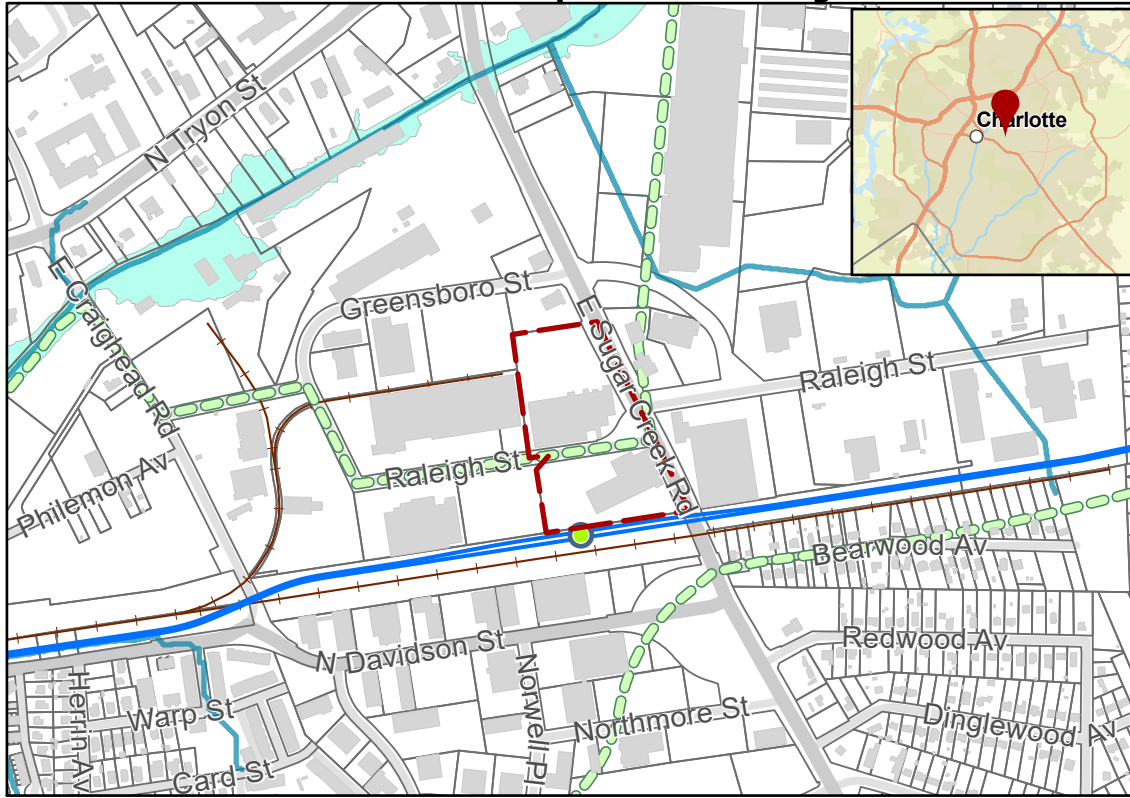 N Tryon St
Charlotte
E Craighead Rd
Greensboro St
E Sugar Creek Rd
Raleigh St
Raleigh St
Philemon Av
Bearwood Av
N Davidson St
Redwood Av
Herrin Av
Warp St
Norwell Pl
Northmore St
Dinglewood Av
Card St